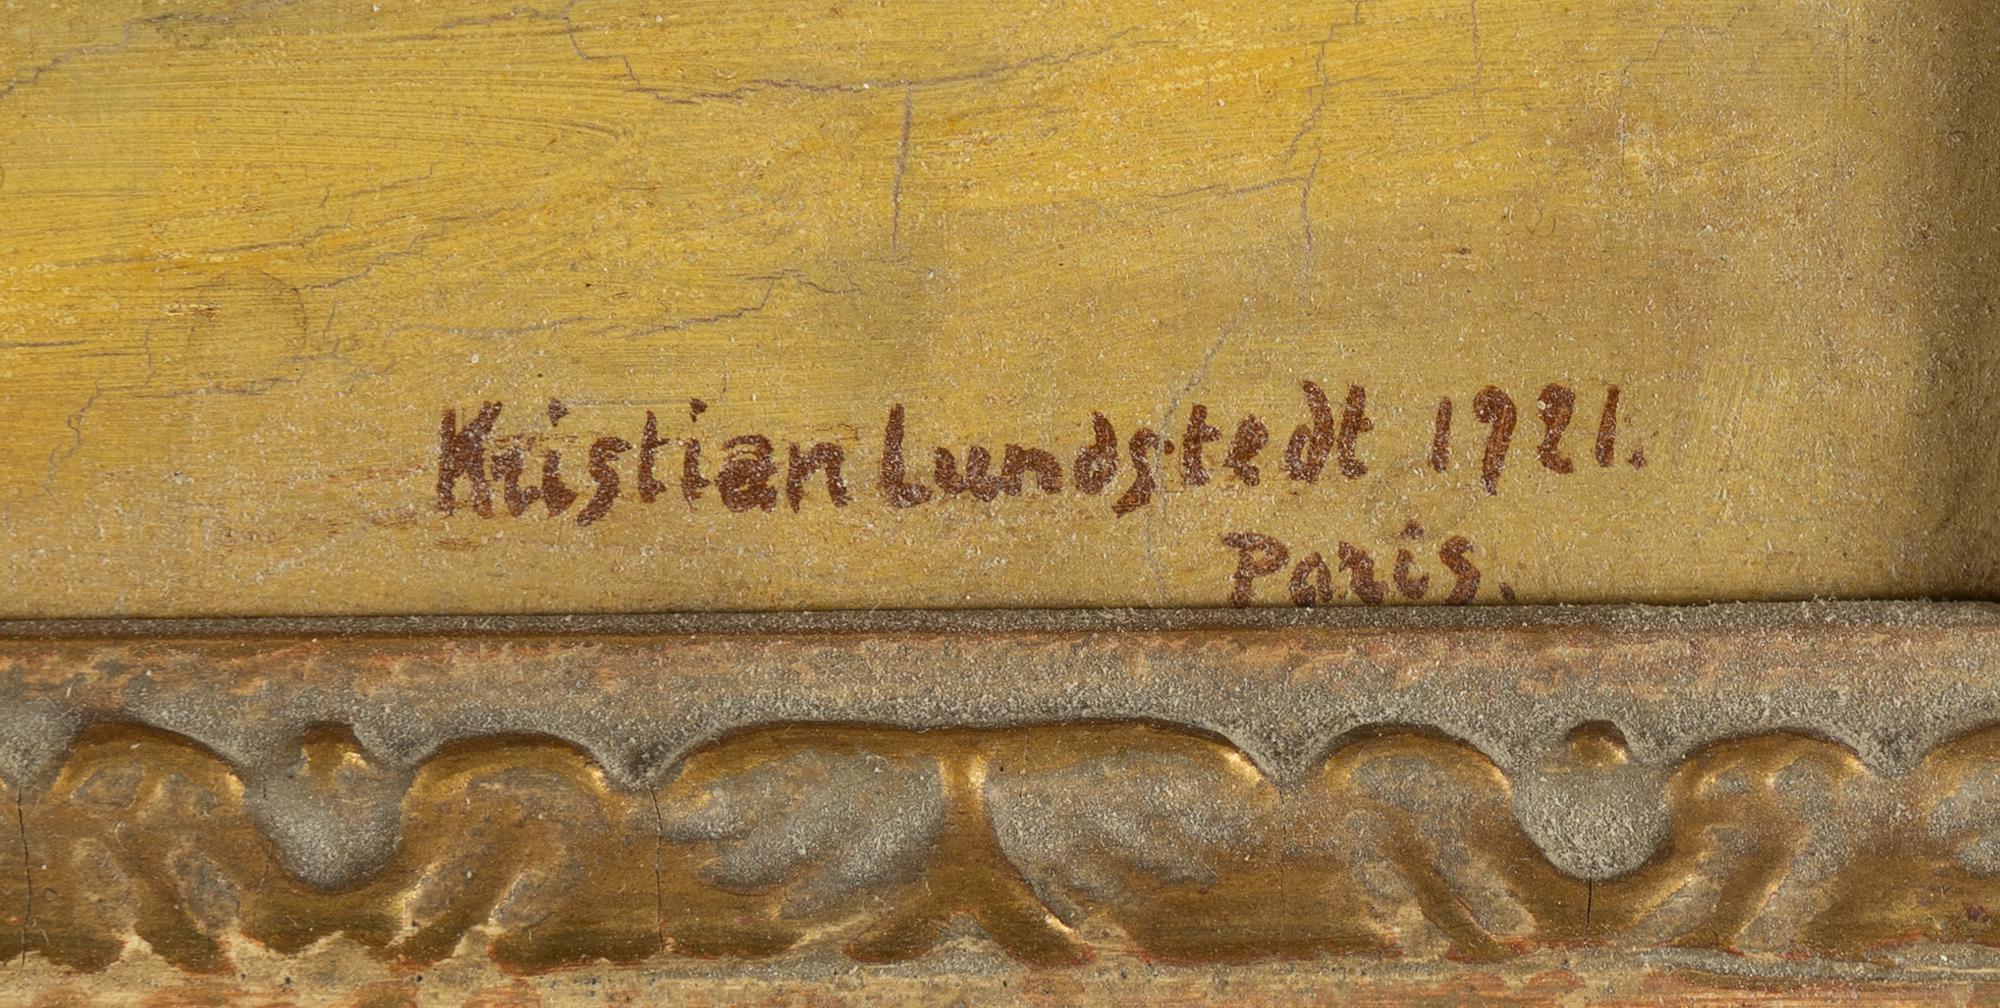 Kristian Lundstedt 1921.
Paris.